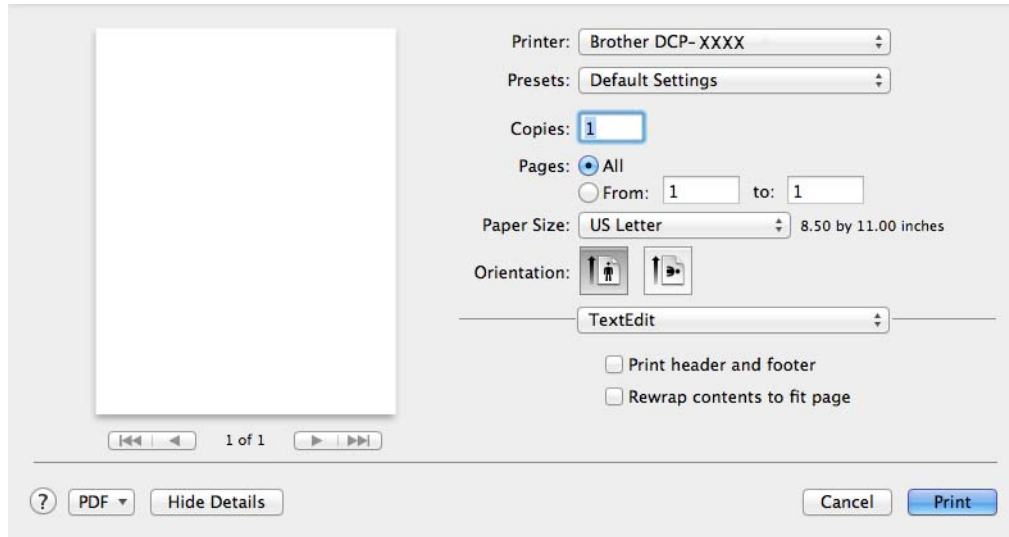 Printer: Brother DCP-XXXX
Presets: Default Settings
Copies: 1
Pages: All
From: 1 to: 1
Paper Size: US Letter 8.50 by 11.00 inches
Orientation:
TextEdit
Print header and footer
Rewrap contents to fit page
1 of 1
? PDF Hide Details Cancel Print